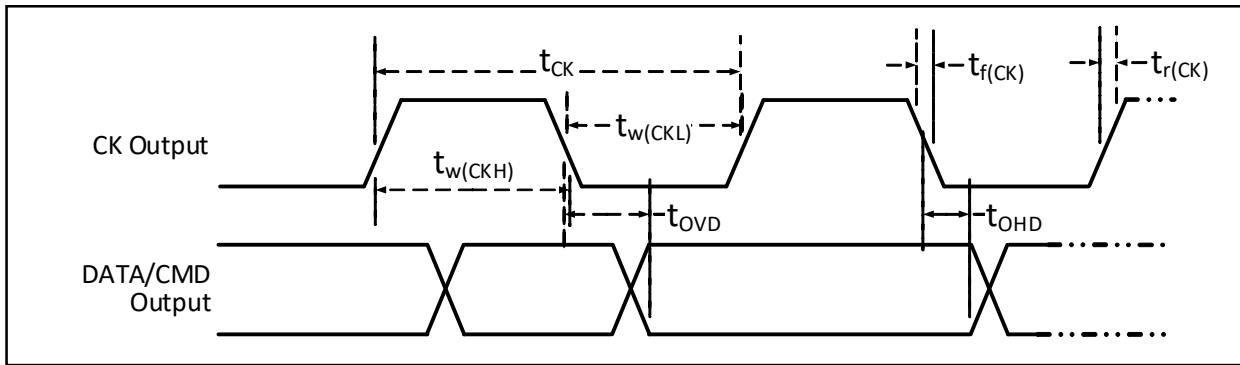 tCK
tf(CK)
tr(CK)
CK Output
tw(CKL)
tw(CKH)
tOVD
tOHD
DATA/CMD
Output